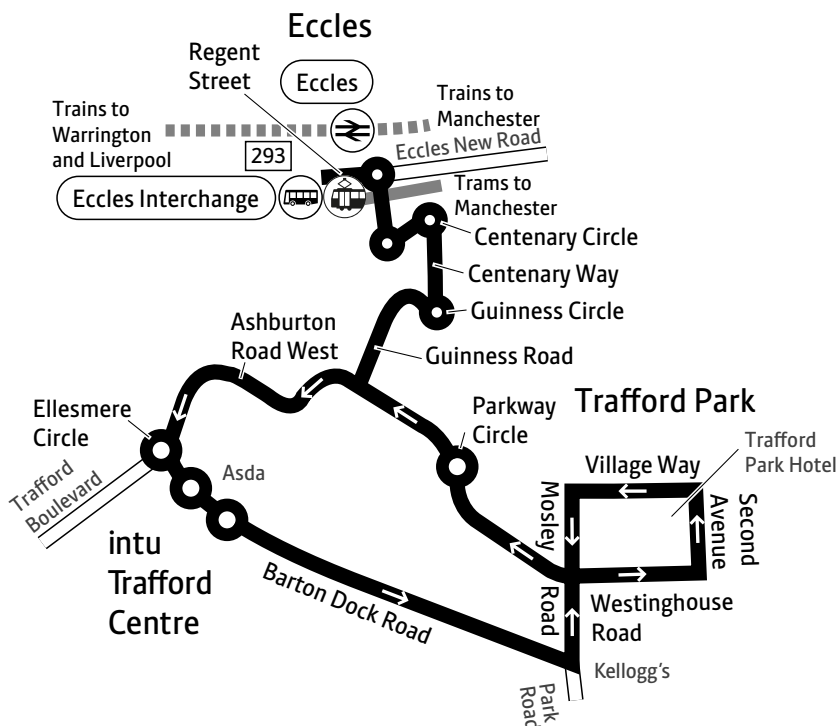 Eccles
Regent
Street
Eccles
Trains to
Warrington
and Liverpool
Trains to
Manchester
Eccles New Road
293
Eccles Interchange
Trams to
Manchester
Centenary Circle
Centenary Way
Guinness Circle
Guinness Road
Ashburton
Road West
Ellesmere
Circle
Parkway
Circle
Trafford Park
Trafford
Park Hotel
Village Way
Mosley
Road
Second
Avenue
Asda
Trafford
Boulevard
intu
Trafford
Centre
Barton Dock Road
Westinghouse
Road
Kellogg's
Park
Road